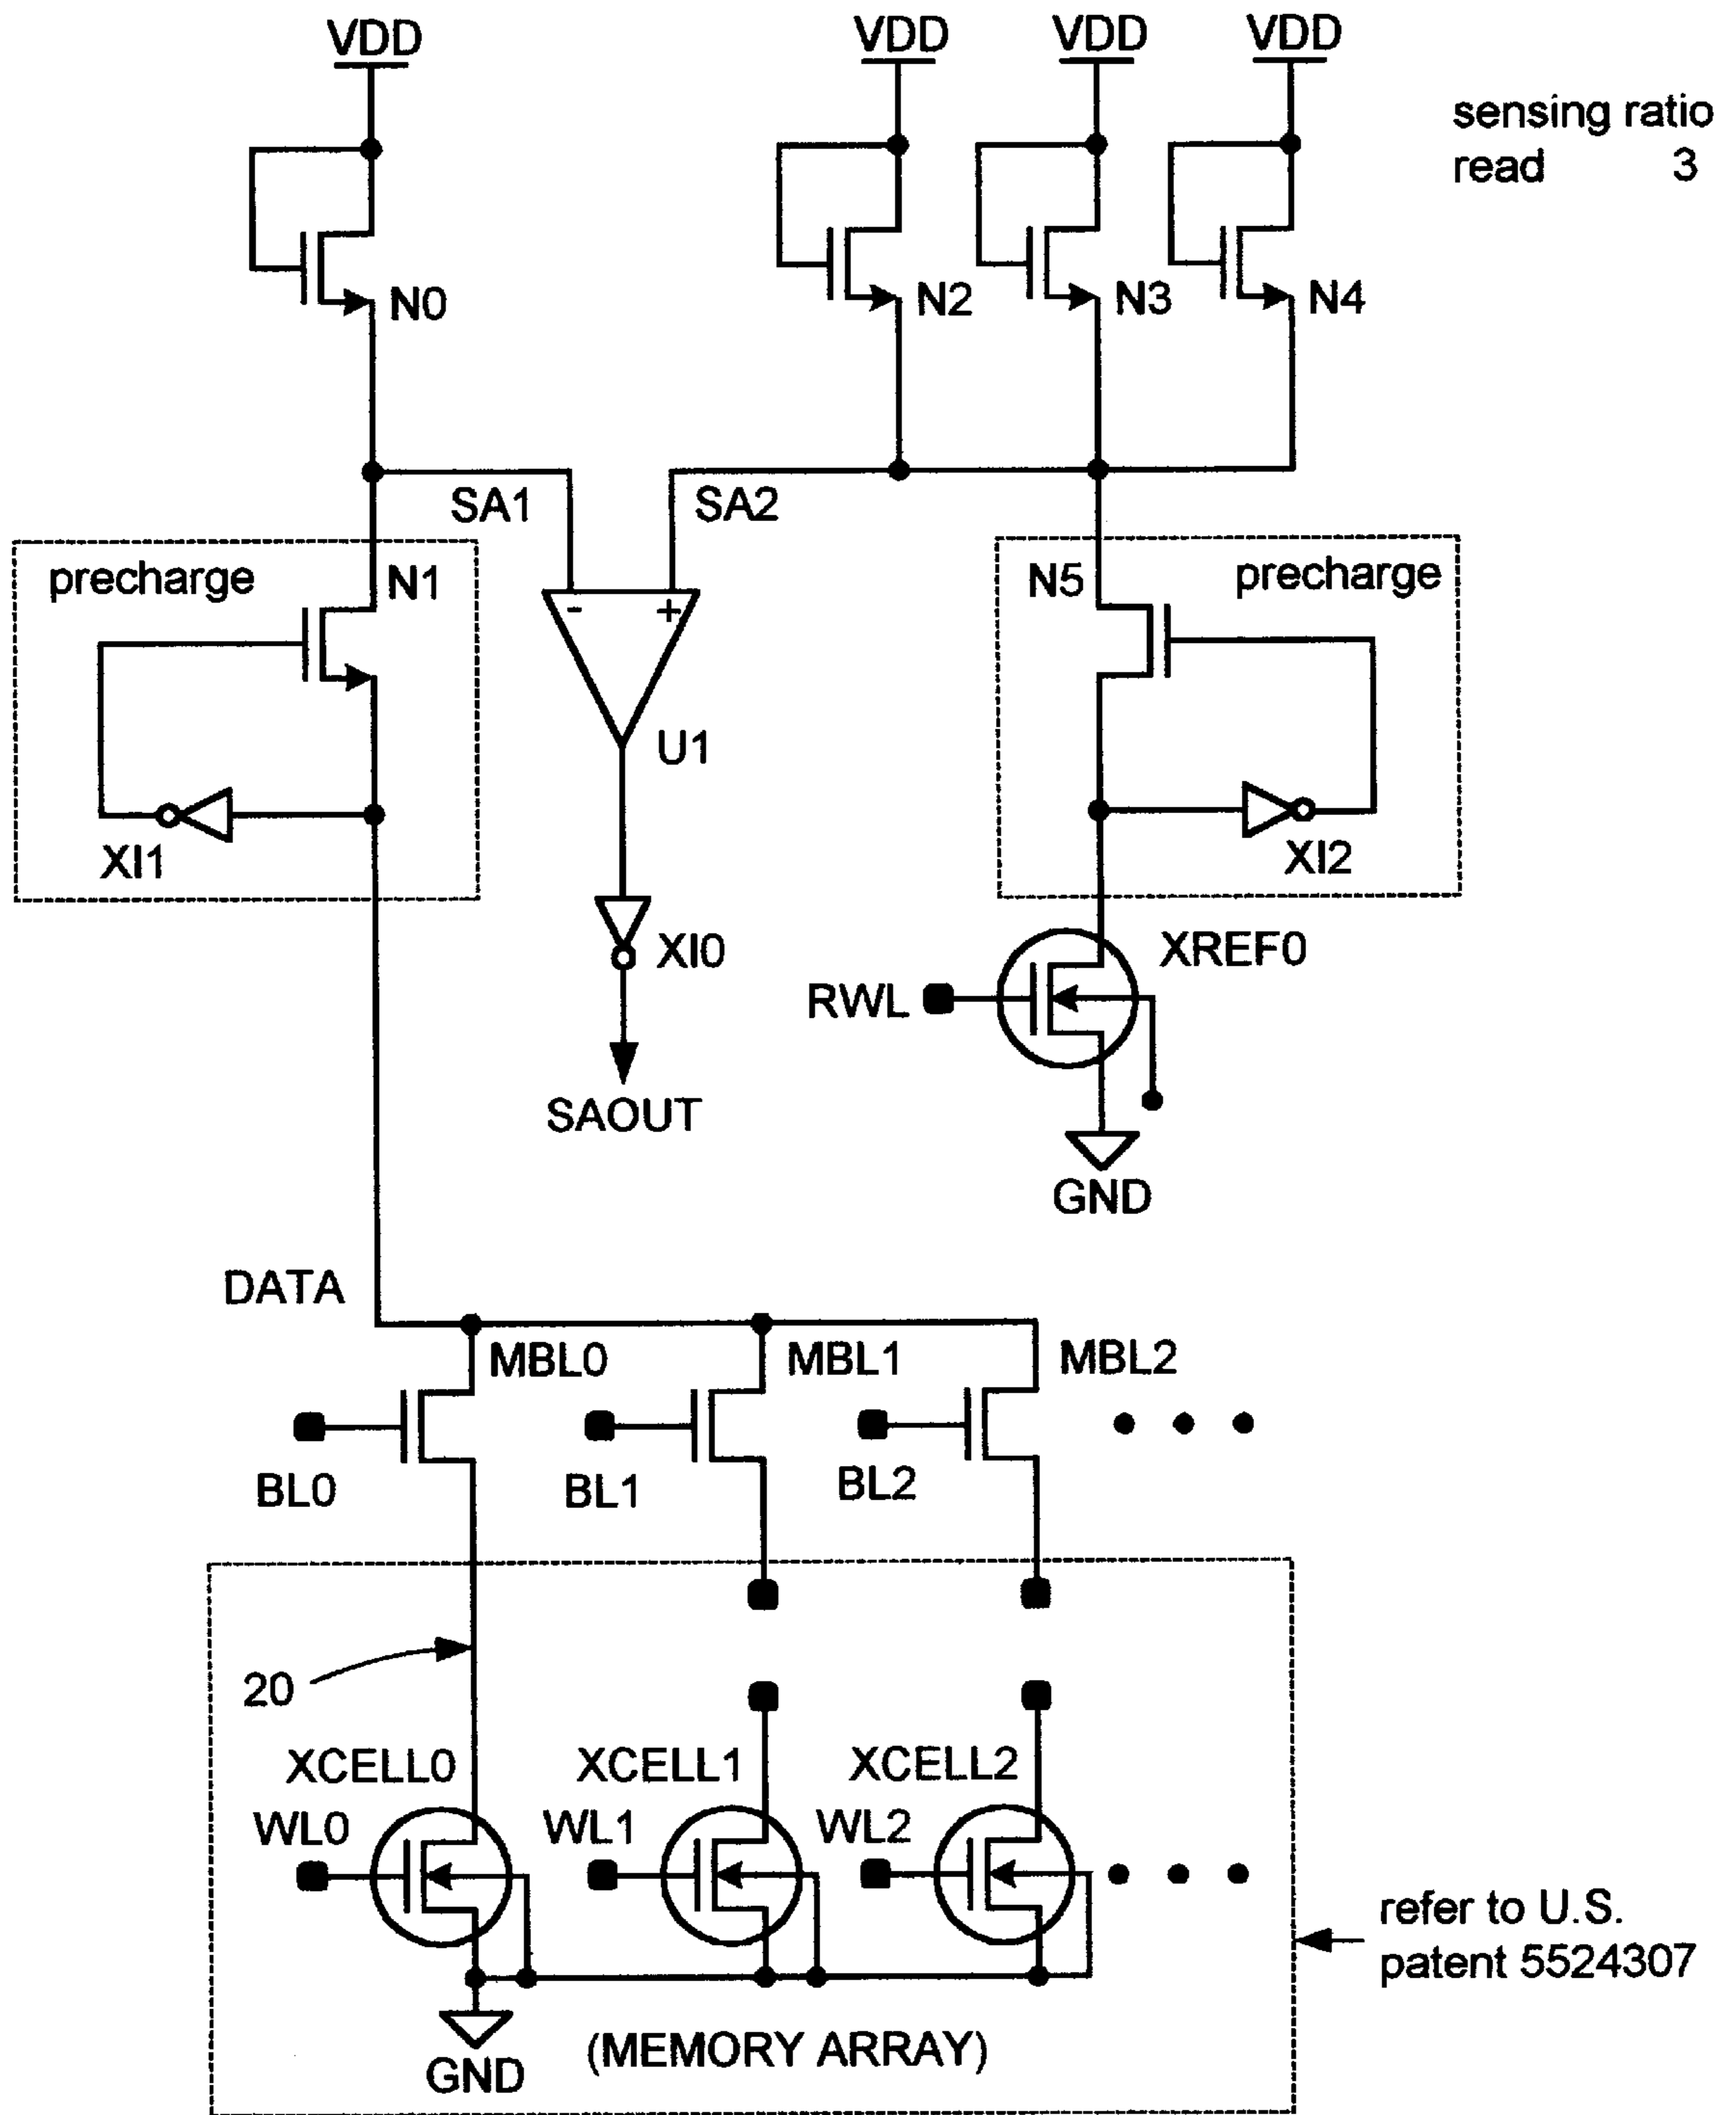 VDD
VDD
VDD
VDD
sensing ratio
read 3
N0
N2
N3
N4
SA1
SA2
precharge
N1
N5
precharge
-
+
U1
XI1
XI2
XI0
XREF0
RWL
SAOUT
GND
DATA
MBL0
MBL1
MBL2
BL0
BL1
BL2
20
XCELL0
XCELL1
XCELL2
WL0
WL1
WL2
refer to U.S.
patent 5524307
GND
(MEMORY ARRAY)